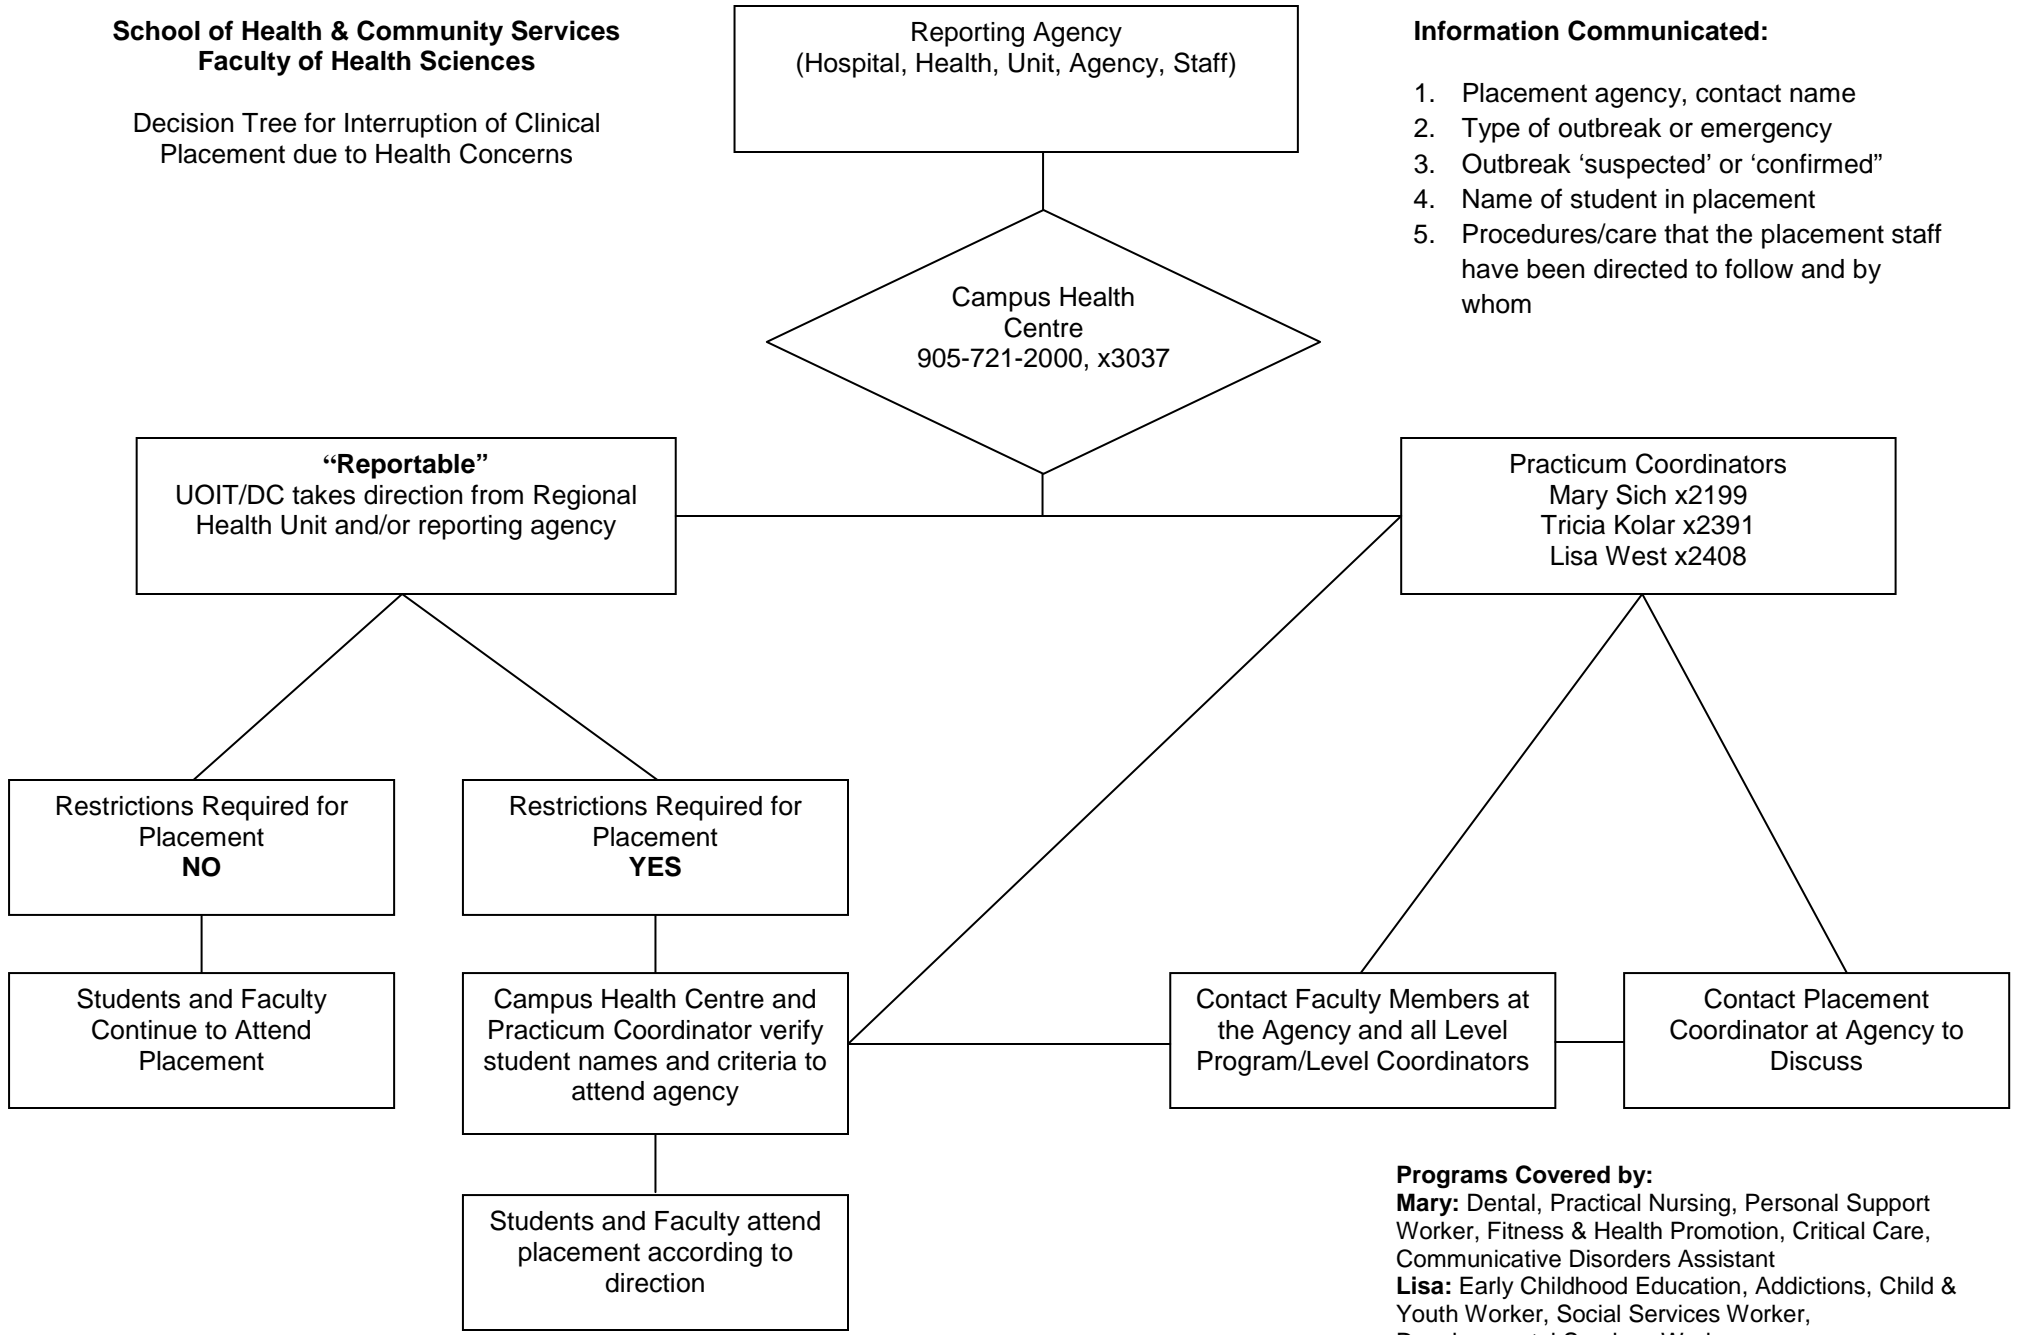 School of Health & Community Services
Faculty of Health Sciences
Decision Tree for Interruption of Clinical
Placement due to Health Concerns
Reporting Agency
(Hospital, Health, Unit, Agency, Staff)
Information Communicated:
1. Placement agency, contact name
2. Type of outbreak or emergency
3. Outbreak ‘suspected’ or ‘confirmed”
4. Name of student in placement
5. Procedures/care that the placement staff
have been directed to follow and by
whom
Campus Health
Centre
905-721-2000, x3037
“Reportable”
UOIT/DC takes direction from Regional
Health Unit and/or reporting agency
Practicum Coordinators
Mary Sich x2199
Tricia Kolar x2391
Lisa West x2408
Restrictions Required for
Placement
NO
Restrictions Required for
Placement
YES
Students and Faculty
Continue to Attend
Placement
Campus Health Centre and
Practicum Coordinator verify
student names and criteria to
attend agency
Contact Faculty Members at
the Agency and all Level
Program/Level Coordinators
Contact Placement
Coordinator at Agency to
Discuss
Students and Faculty attend
placement according to
direction
Programs Covered by:
Mary: Dental, Practical Nursing, Personal Support
Worker, Fitness & Health Promotion, Critical Care,
Communicative Disorders Assistant
Lisa: Early Childhood Education, Addictions, Child &
Youth Worker, Social Services Worker,